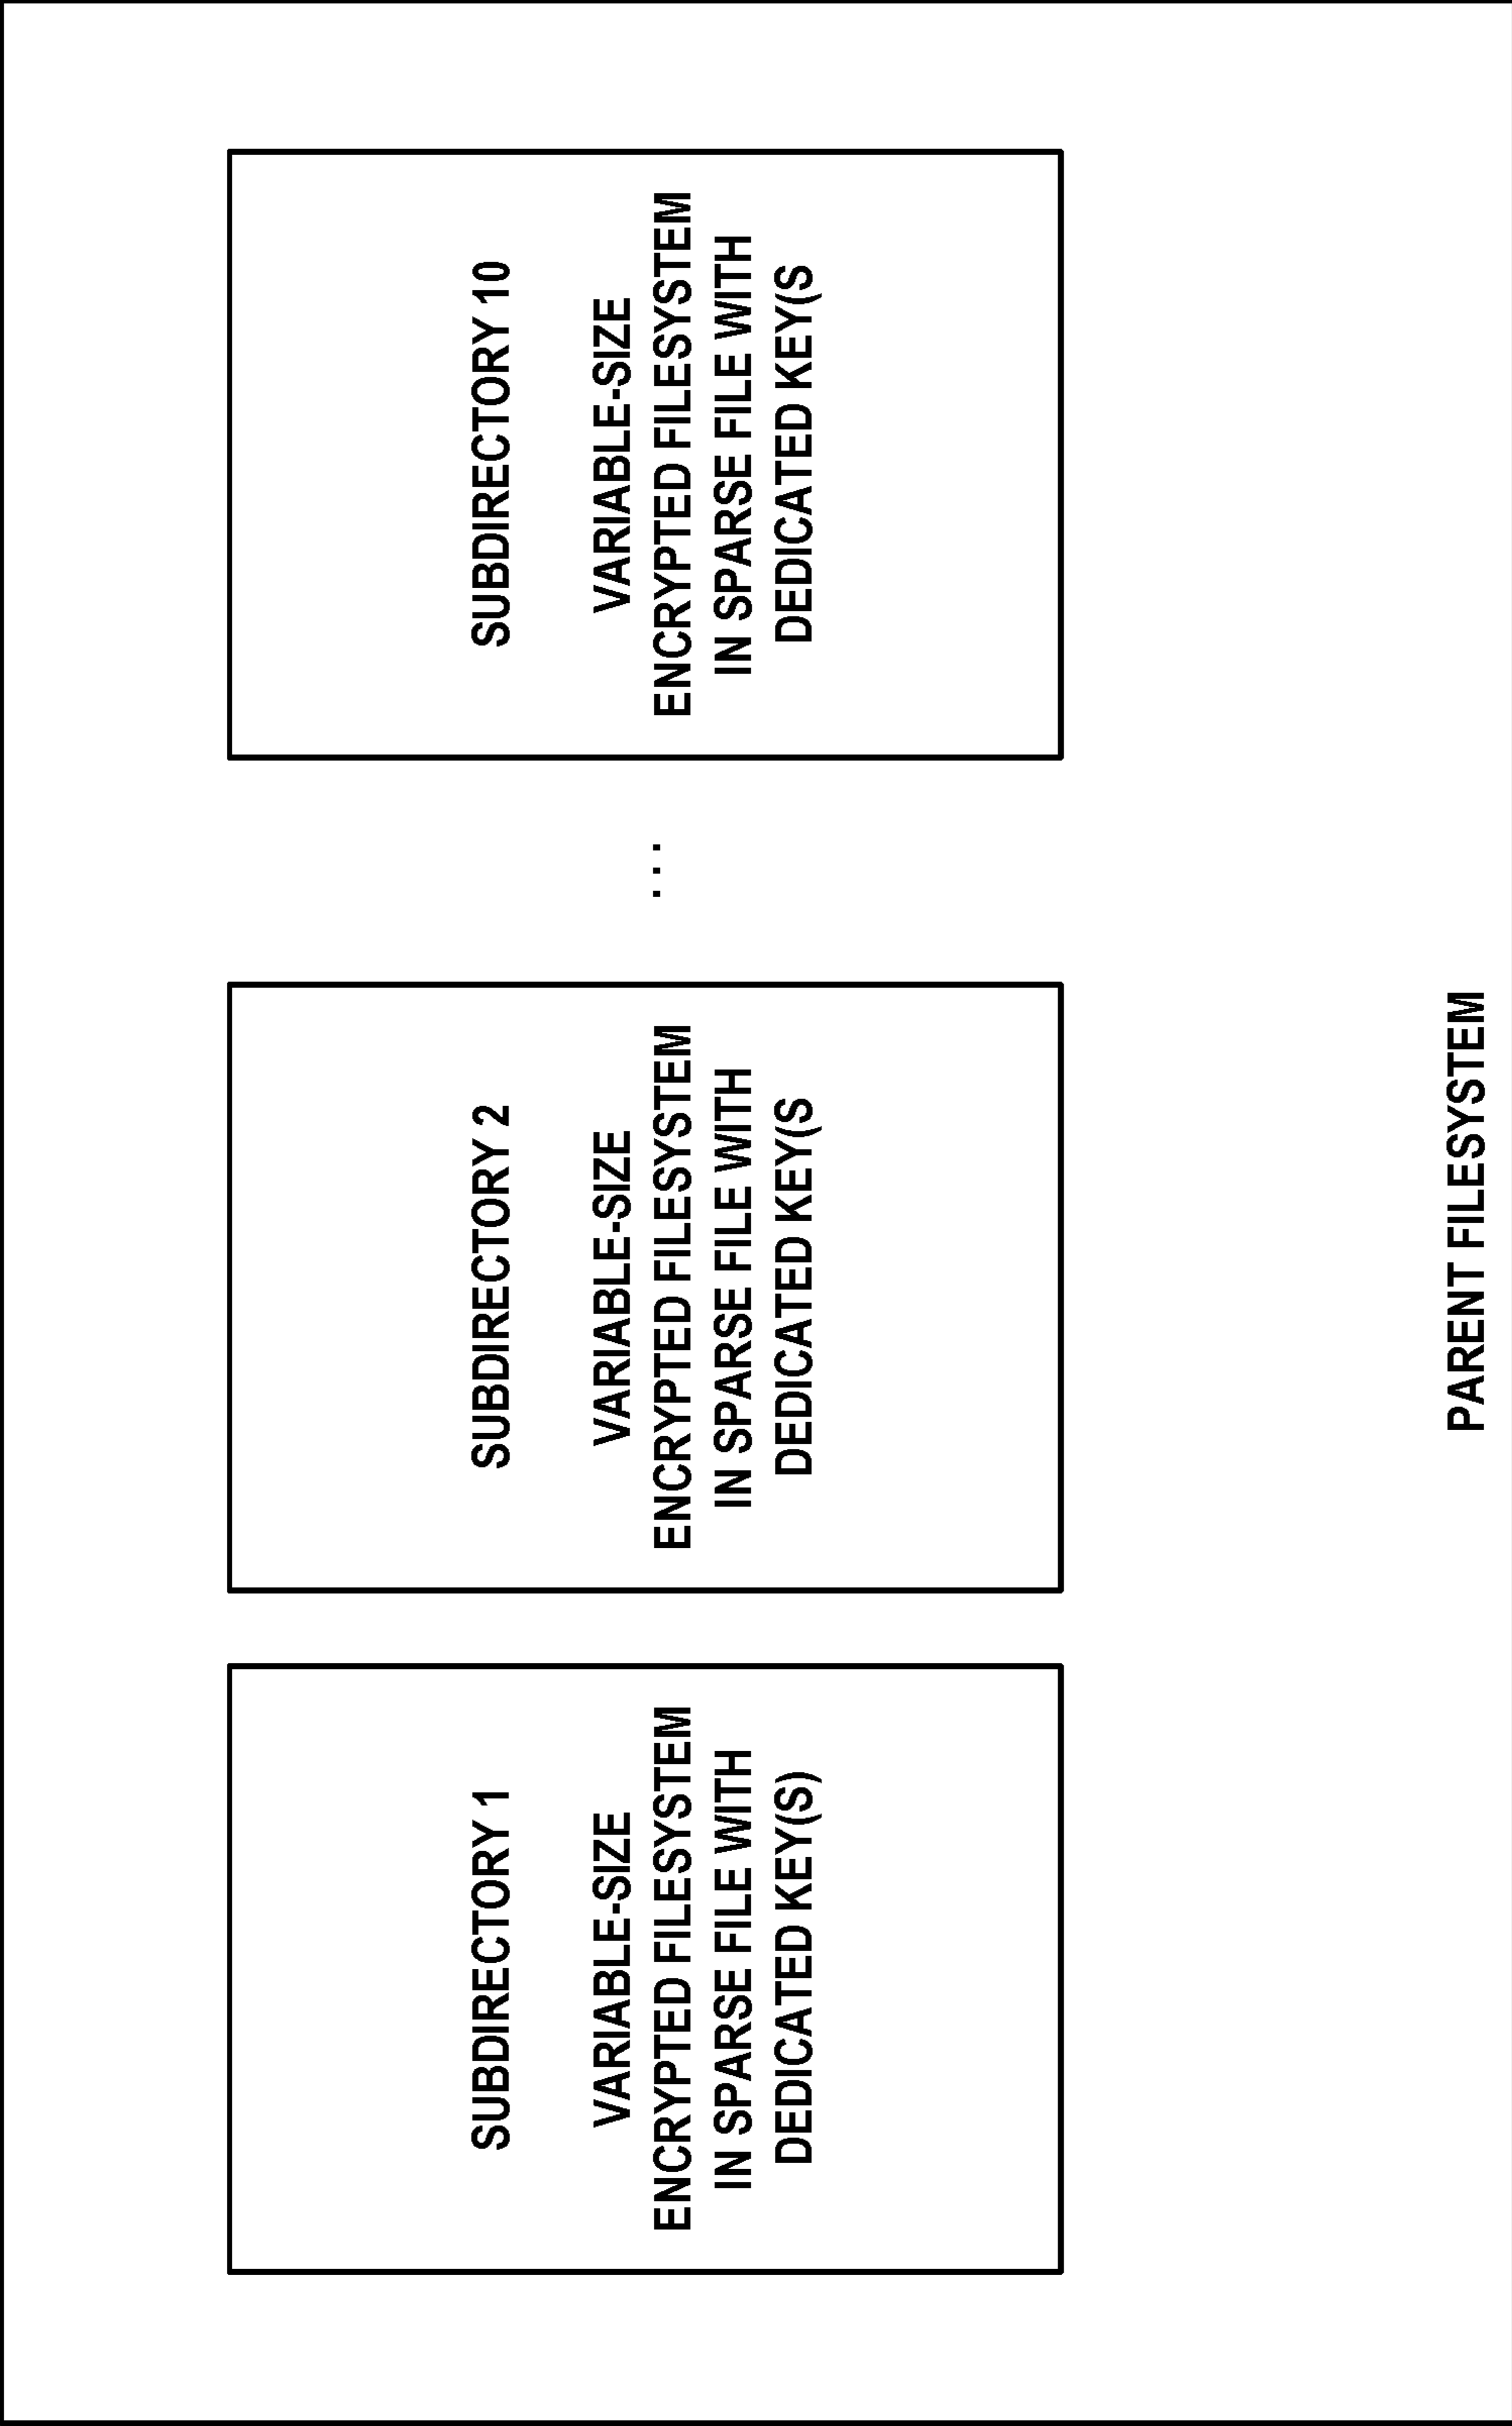 SUBDIRECTORY 1
VARIABLE-SIZE
ENCRYPTED FILESYSTEM
IN SPARSE FILE WITH
DEDICATED KEY(S)
SUBDIRECTORY 2
VARIABLE-SIZE
ENCRYPTED FILESYSTEM
IN SPARSE FILE WITH
DEDICATED KEY(S
. . .
SUBDIRECTORY 10
VARIABLE-SIZE
ENCRYPTED FILESYSTEM
IN SPARSE FILE WITH
DEDICATED KEY(S
PARENT FILESYSTEM